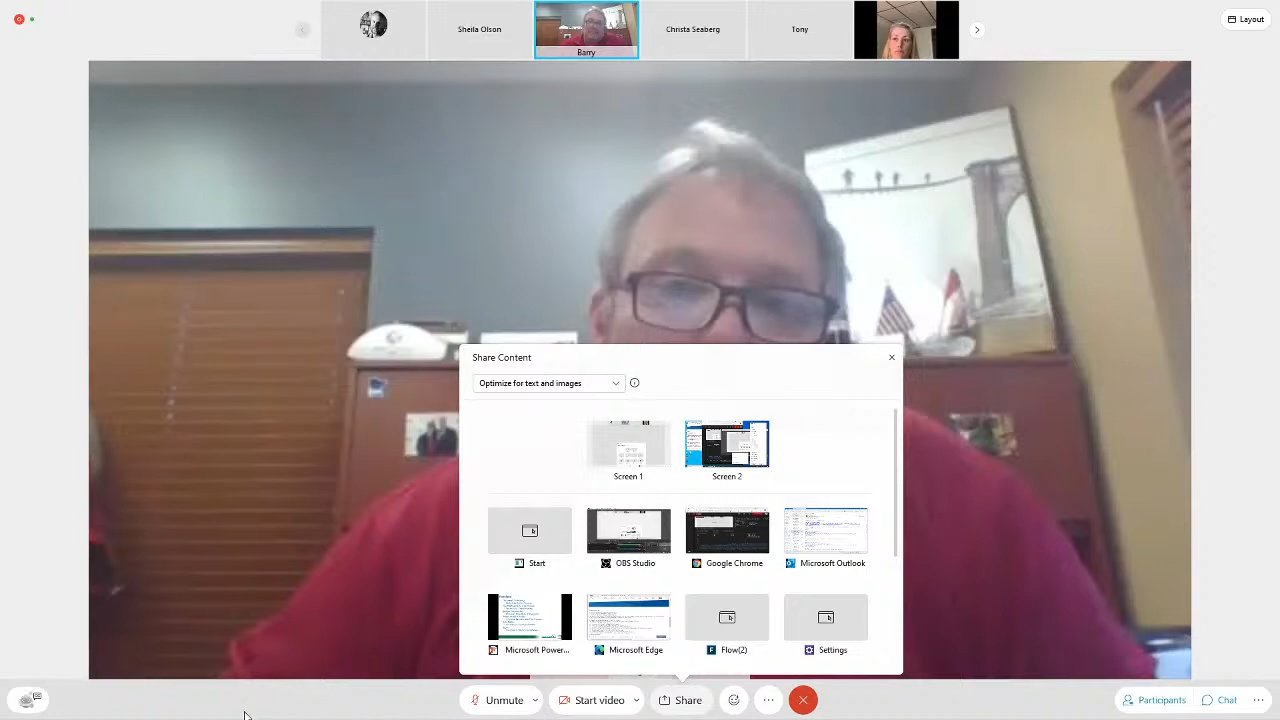 Layout
Sheila Olson
Christa Seaberg
Tony
Barry
Share Content
Optimize for text and images
Screen 1
Screen 2
Start
OBS Studio
Google Chrome
Microsoft Outlook
Microsoft Power...
Microsoft Edge
Flow(2)
Settings
Unmute
Start video
Share
Participants
Chat